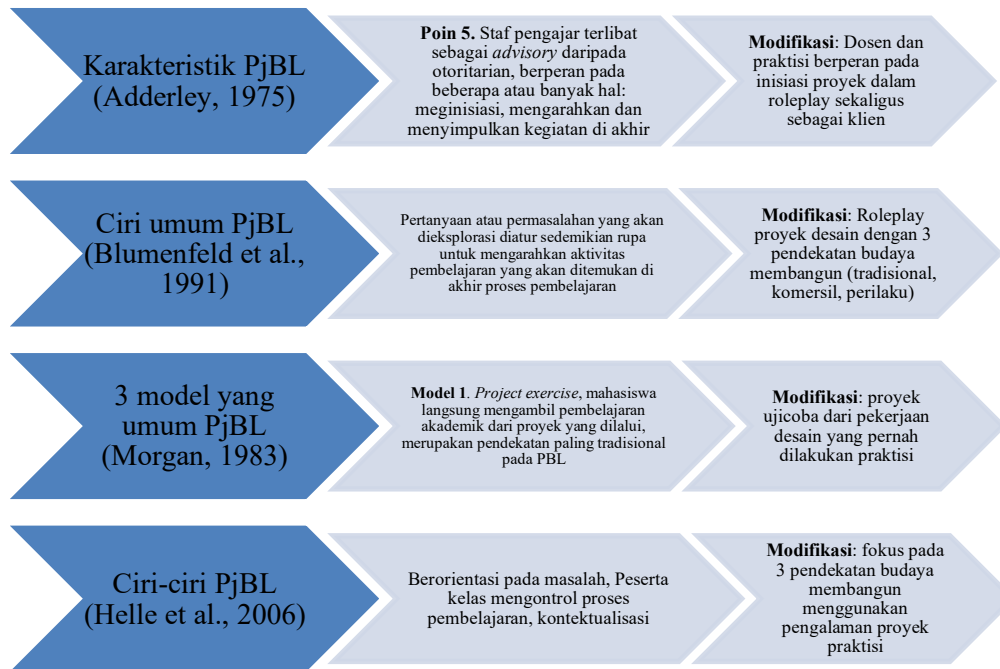 Karakteristik PjBL
(Adderley, 1975)
Poin 5. Staf pengajar terlibat
sebagai advisory daripada
otoritarian, berperan pada
beberapa atau banyak hal:
meginisiasi, mengarahkan dan
menyimpulkan kegiatan di akhir
Modifikasi: Dosen dan
praktisi berperan pada
inisiasi proyek dalam
roleplay sekaligus
sebagai klien
Ciri umum PjBL
(Blumenfeld et al.,
1991)
Pertanyaan atau permasalahan yang akan
dieksplorasi diatur sedemikian rupa
untuk mengarahkan aktivitas
pembelajaran yang akan ditemukan di
akhir proses pembelajaran
Modifikasi: Roleplay
proyek desain dengan 3
pendekatan budaya
membangun (tradisional,
komersil, perilaku)
3 model yang
umum PjBL
(Morgan, 1983)
Model 1. Project exercise, mahasiswa
langsung mengambil pembelajaran
akademik dari proyek yang dilalui,
merupakan pendekatan paling tradisional
pada PBL
Modifikasi: proyek
ujicoba dari pekerjaan
desain yang pernah
dilakukan praktisi
Ciri-ciri PjBL
(Helle et al., 2006)
Berorientasi pada masalah, Peserta
kelas mengontrol proses
pembelajaran, kontektualisasi
Modifikasi: fokus pada
3 pendekatan budaya
membangun
menggunakan
pengalaman proyek
praktisi